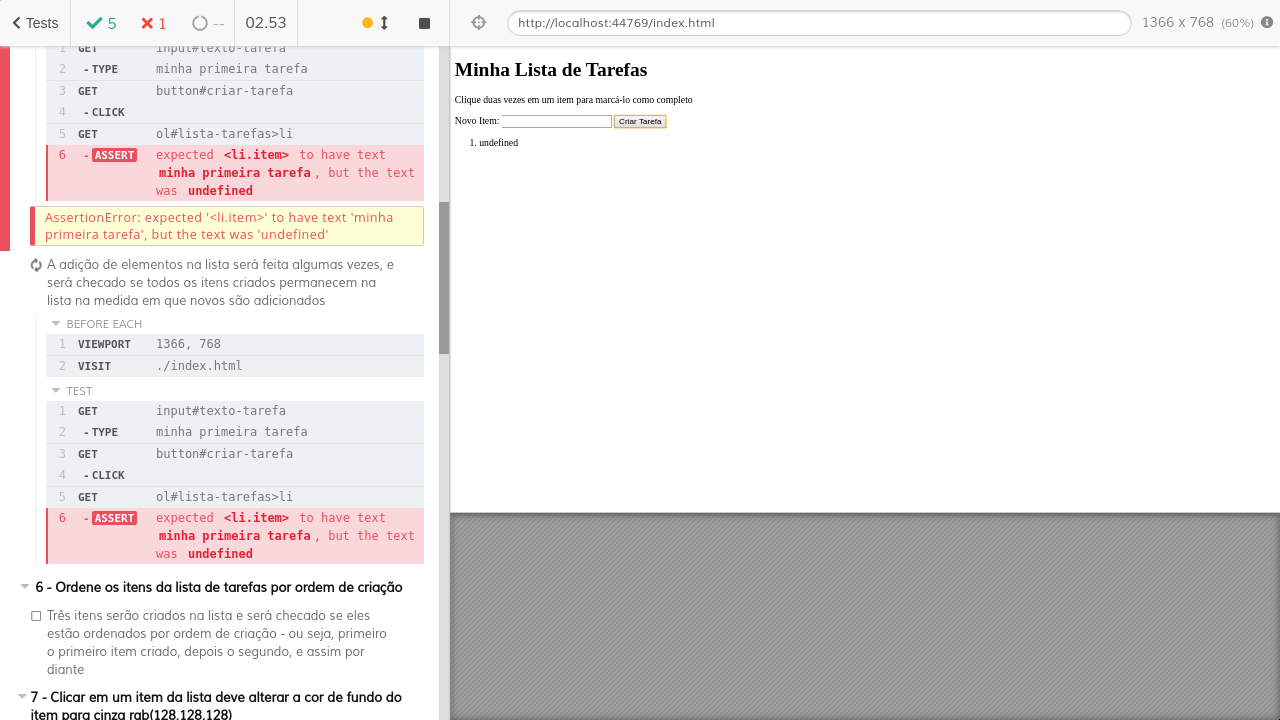 Tests
5
1
--
02.53
http://localhost:44769/index.html
1366 x 768 (60%)
1 GET input#texto-tarefa
2 - TYPE minha primeira tarefa
3 GET button#criar-tarefa
4 - CLICK
5 GET ol#lista-tarefas>li
6 - ASSERT expected <li.item> to have text
minha primeira tarefa , but the text
was undefined
AssertionError: expected '<li.item>' to have text 'minha
primeira tarefa', but the text was 'undefined'
A adição de elementos na lista será feita algumas vezes, e
será checado se todos os itens criados permanecem na
lista na medida em que novos são adicionados
BEFORE EACH
1 VIEWPORT 1366, 768
2 VISIT ./index.html
TEST
1 GET input#texto-tarefa
2 - TYPE minha primeira tarefa
3 GET button#criar-tarefa
4 - CLICK
5 GET ol#lista-tarefas>li
6 - ASSERT expected <li.item> to have text
minha primeira tarefa , but the text
was undefined
6 - Ordene os itens da lista de tarefas por ordem de criação
Três itens serão criados na lista e será checado se eles
estão ordenados por ordem de criação - ou seja, primeiro
o primeiro item criado, depois o segundo, e assim por
diante
7 - Clicar em um item da lista deve alterar a cor de fundo do
item para cinza rgb(128,128,128)
Minha Lista de Tarefas
Clique duas vezes em um item para marcá-lo como completo
Novo Item: Criar Tarefa
1. undefined